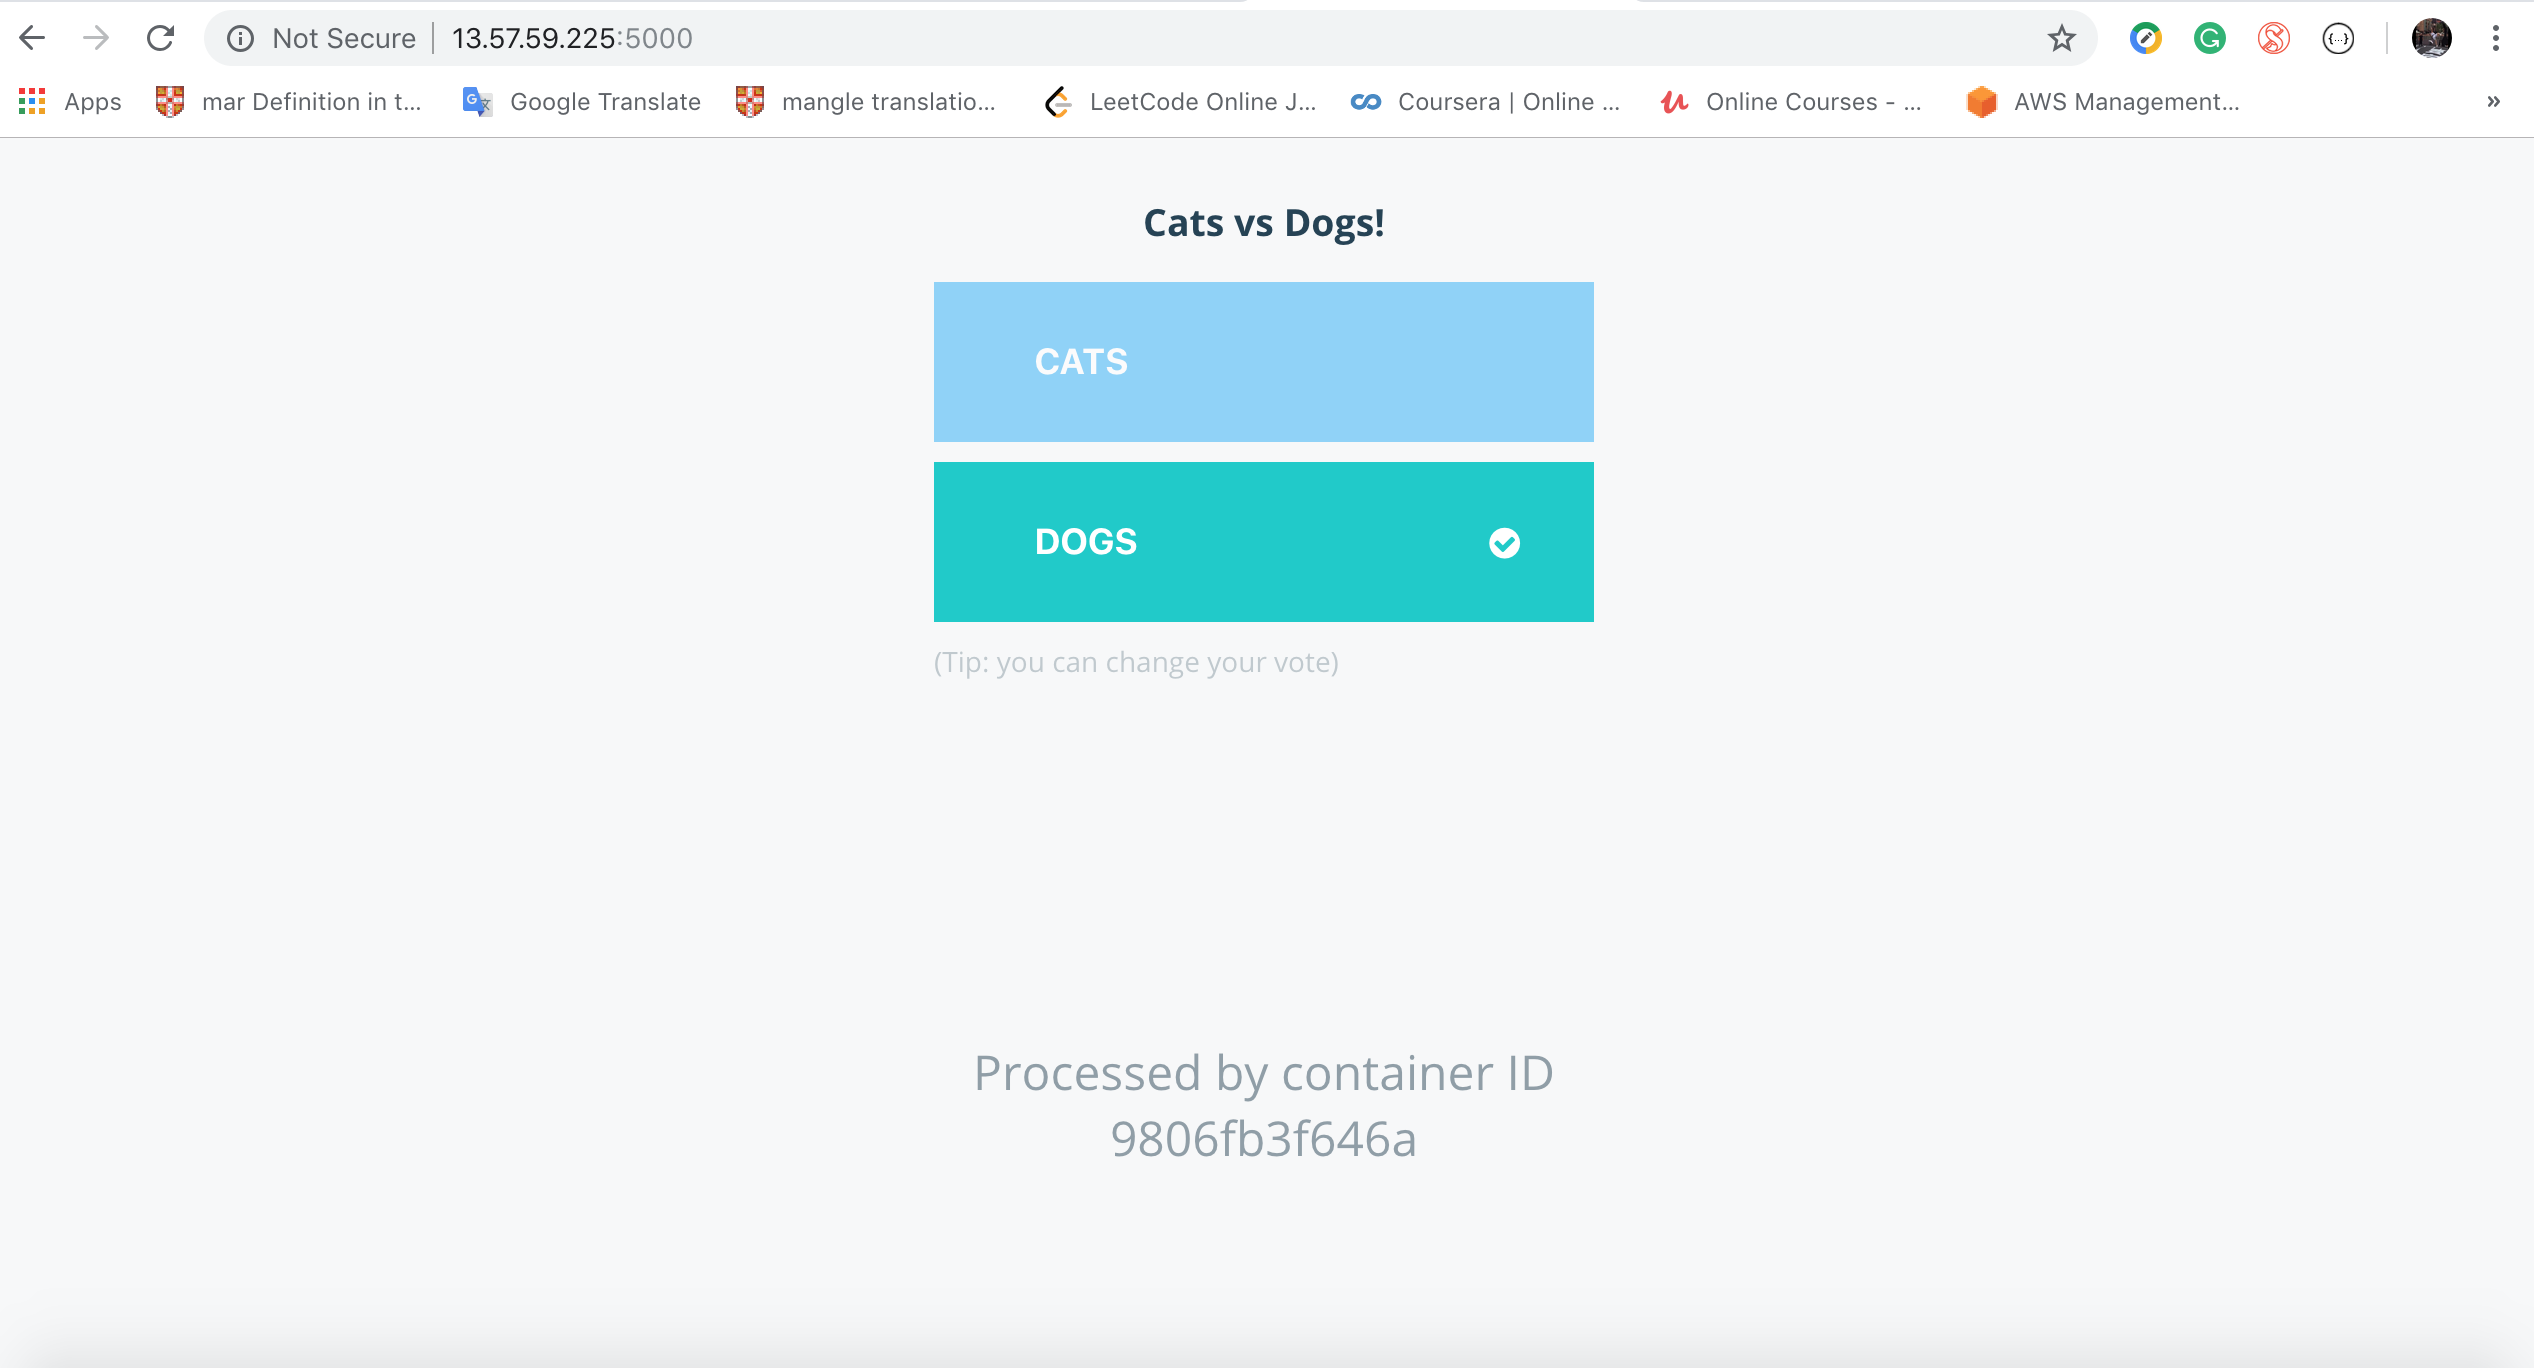 Not Secure | 13.57.59.225:5000
Apps mar Definition in t... Google Translate mangle translatio... LeetCode Online J... Coursera | Online ... Online Courses - ... AWS Management... »
Cats vs Dogs!
CATS
DOGS
(Tip: you can change your vote)
Processed by container ID
9806fb3f646a